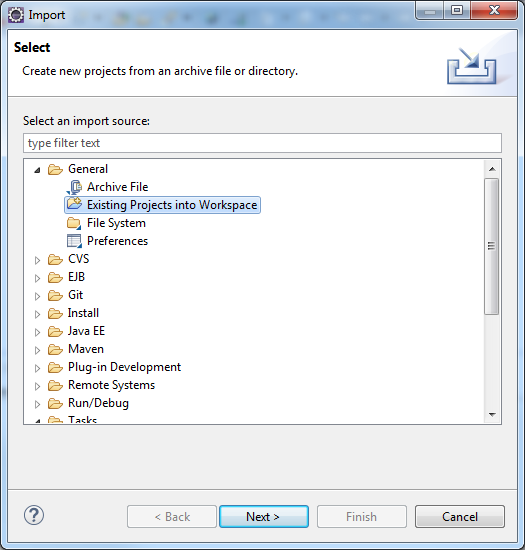 Import
Select
Create new projects from an archive file or directory.
Select an import source:
type filter text
General
Archive File
Existing Projects into Workspace
File System
Preferences
CVS
EJB
Git
Install
Java EE
Maven
Plug-in Development
Remote Systems
Run/Debug
Tasks
?
< Back
Next >
Finish
Cancel